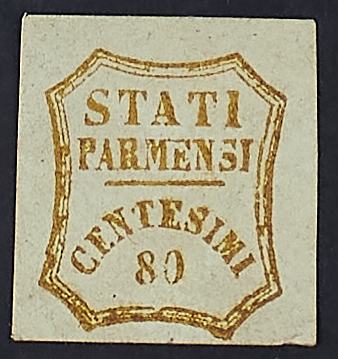 STATI
PARMENSI
CENTESIMI
80